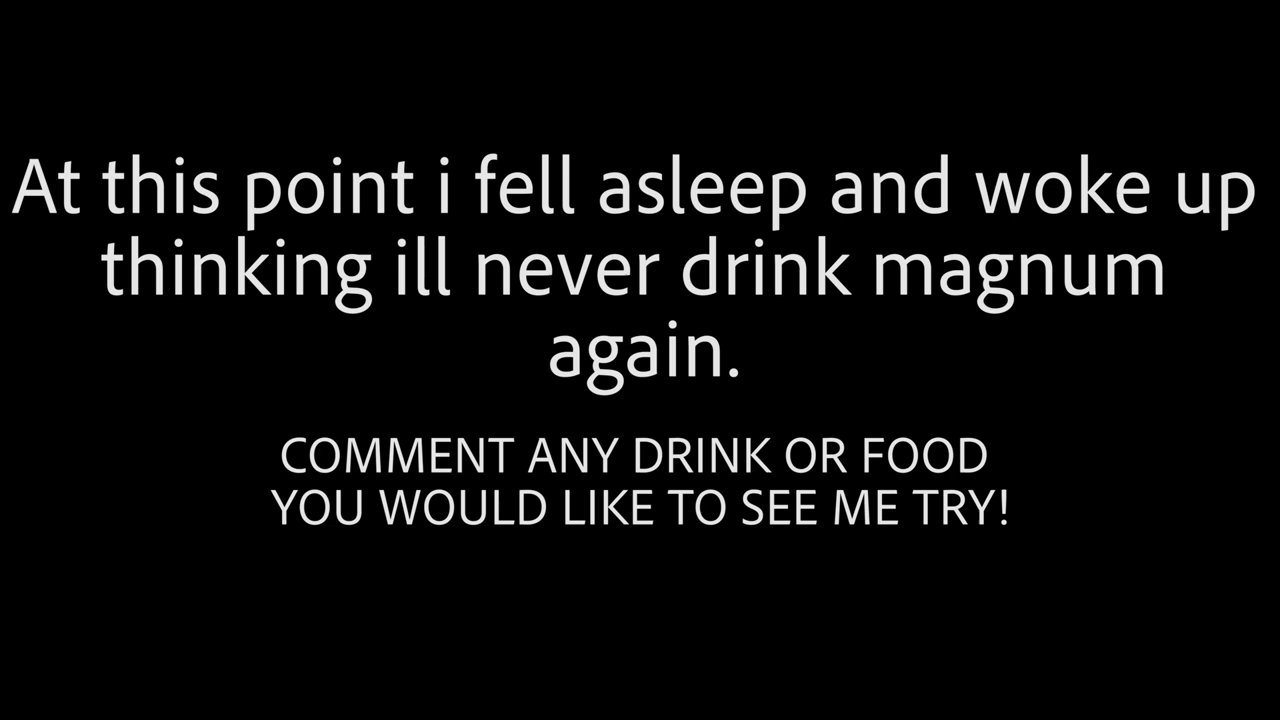 At this point i fell asleep and woke up
thinking ill never drink magnum
again.
COMMENT ANY DRINK OR FOOD
YOU WOULD LIKE TO SEE ME TRY!